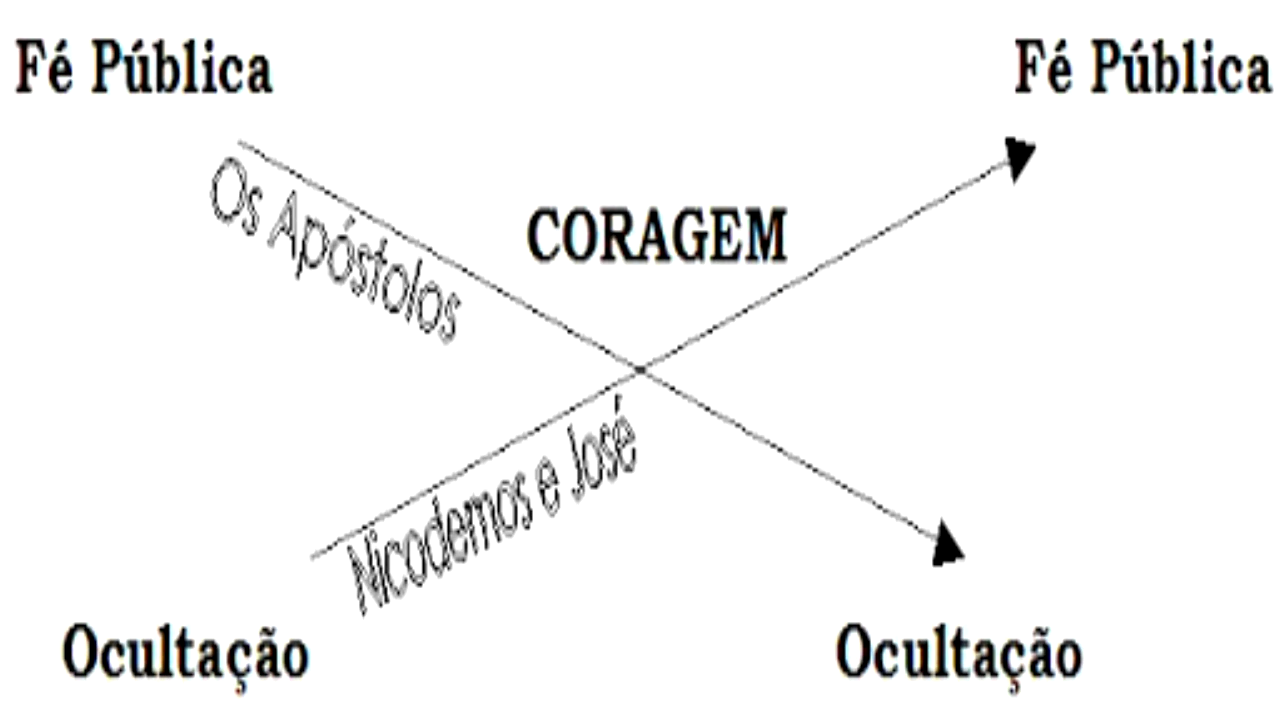 Fé Pública
Fé Pública
Os Apóstolos
CORAGEM
Nicodemos e José
Ocultação
Ocultação